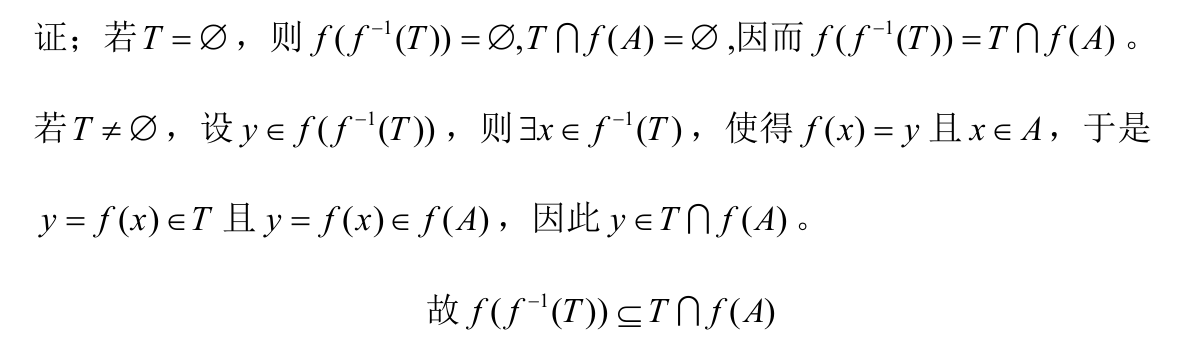 证；若 T = ∅，则 f(f⁻¹(T)) = ∅,T ⋂ f(A) = ∅ ,因而 f(f⁻¹(T)) = T ⋂ f(A) 。
若 T ≠ ∅，设 y ∈ f(f⁻¹(T))，则 ∃x ∈ f⁻¹(T)，使得 f(x) = y 且 x ∈ A，于是
y = f(x) ∈ T 且 y = f(x) ∈ f(A)，因此 y ∈ T ⋂ f(A) 。
故 f(f⁻¹(T)) ⊆ T ⋂ f(A)